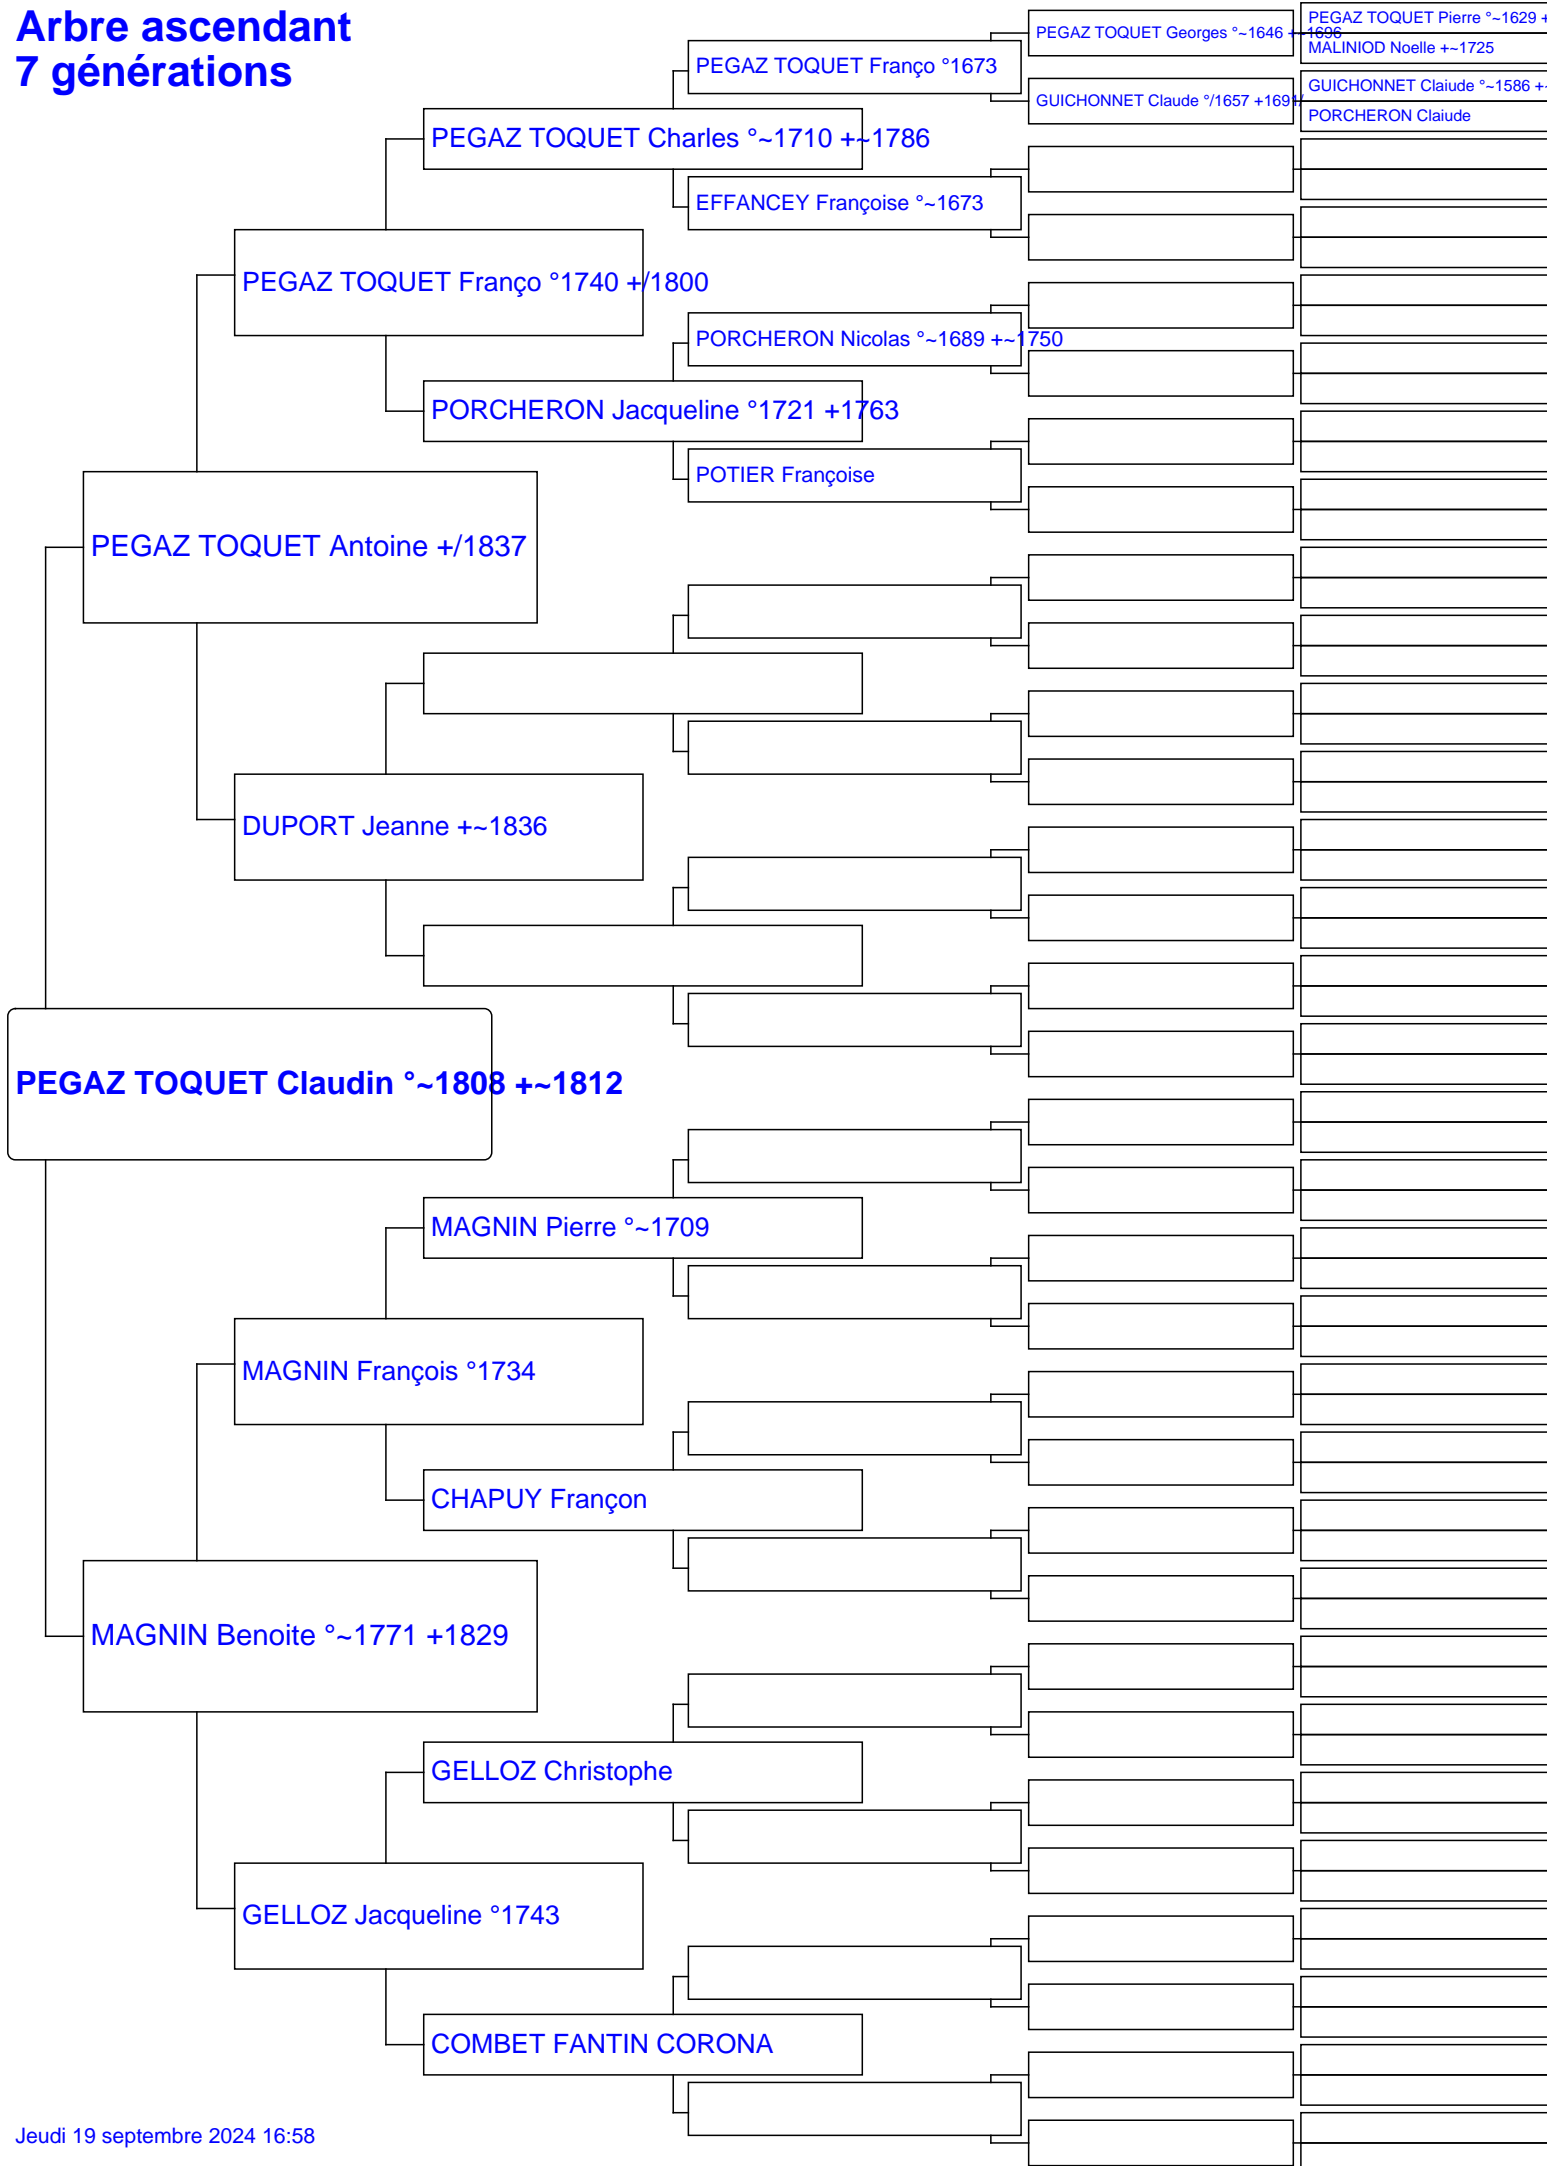 Arbre ascendant
7 générations
PEGAZ TOQUET Georges °~1646 +~1696
PEGAZ TOQUET Pierre °~1629 +
MALINIOD Noelle +~1725
PEGAZ TOQUET Franço °1673
GUICHONNET Claude °/1657 +1691/
GUICHONNET Claiude °~1586 +~
PORCHERON Claiude
PEGAZ TOQUET Charles °~1710 +~1786
EFFANCEY Françoise °~1673
PEGAZ TOQUET Franço °1740 +/1800
PORCHERON Nicolas °~1689 +~1750
PORCHERON Jacqueline °1721 +1763
POTIER Françoise
PEGAZ TOQUET Antoine +/1837
DUPORT Jeanne +~1836
PEGAZ TOQUET Claudin °~1808 +~1812
MAGNIN Pierre °~1709
MAGNIN François °1734
CHAPUY Françon
MAGNIN Benoite °~1771 +1829
GELLOZ Christophe
GELLOZ Jacqueline °1743
COMBET FANTIN CORONA
Jeudi 19 septembre 2024 16:58